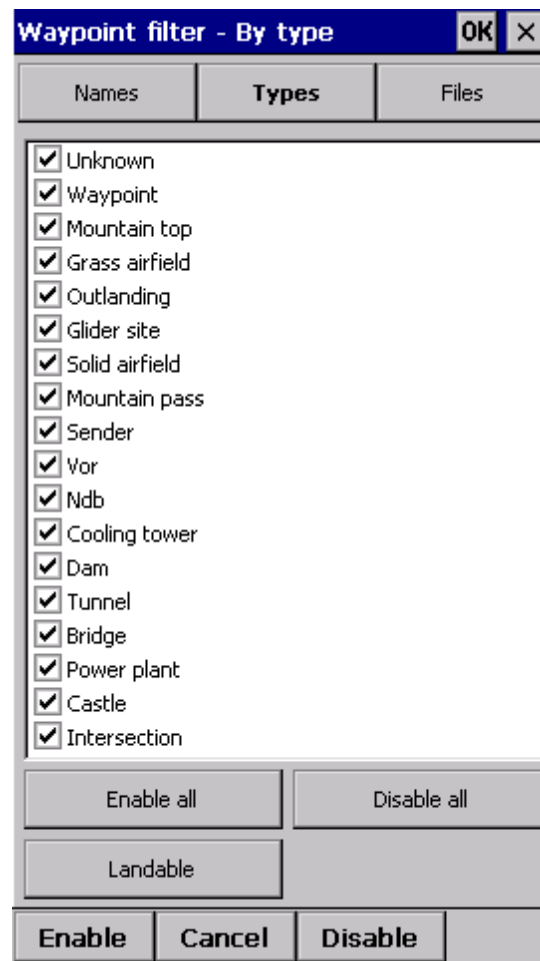 Waypoint filter - By type OK ×
Names Types Files
Unknown
Waypoint
Mountain top
Grass airfield
Outlanding
Glider site
Solid airfield
Mountain pass
Sender
Vor
Ndb
Cooling tower
Dam
Tunnel
Bridge
Power plant
Castle
Intersection
Enable all Disable all
Landable
Enable Cancel Disable